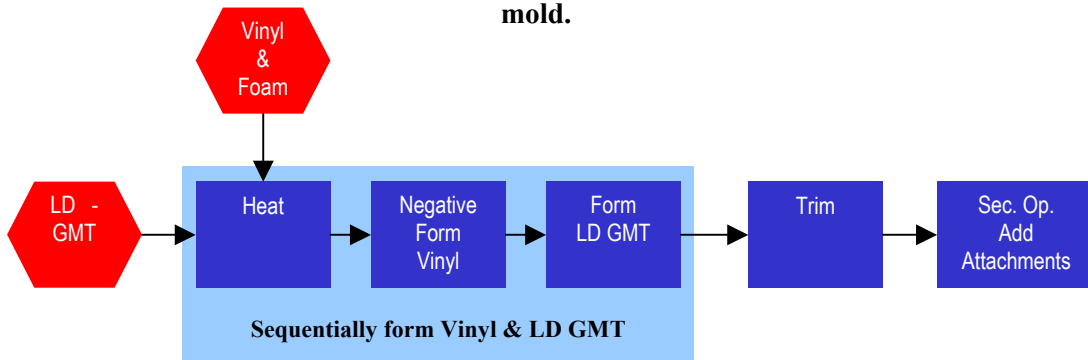 mold.
Vinyl
&
Foam
LD -
GMT
Heat
Negative
Form
Vinyl
Form
LD GMT
Trim
Sec. Op.
Add
Attachments
Sequentially form Vinyl & LD GMT